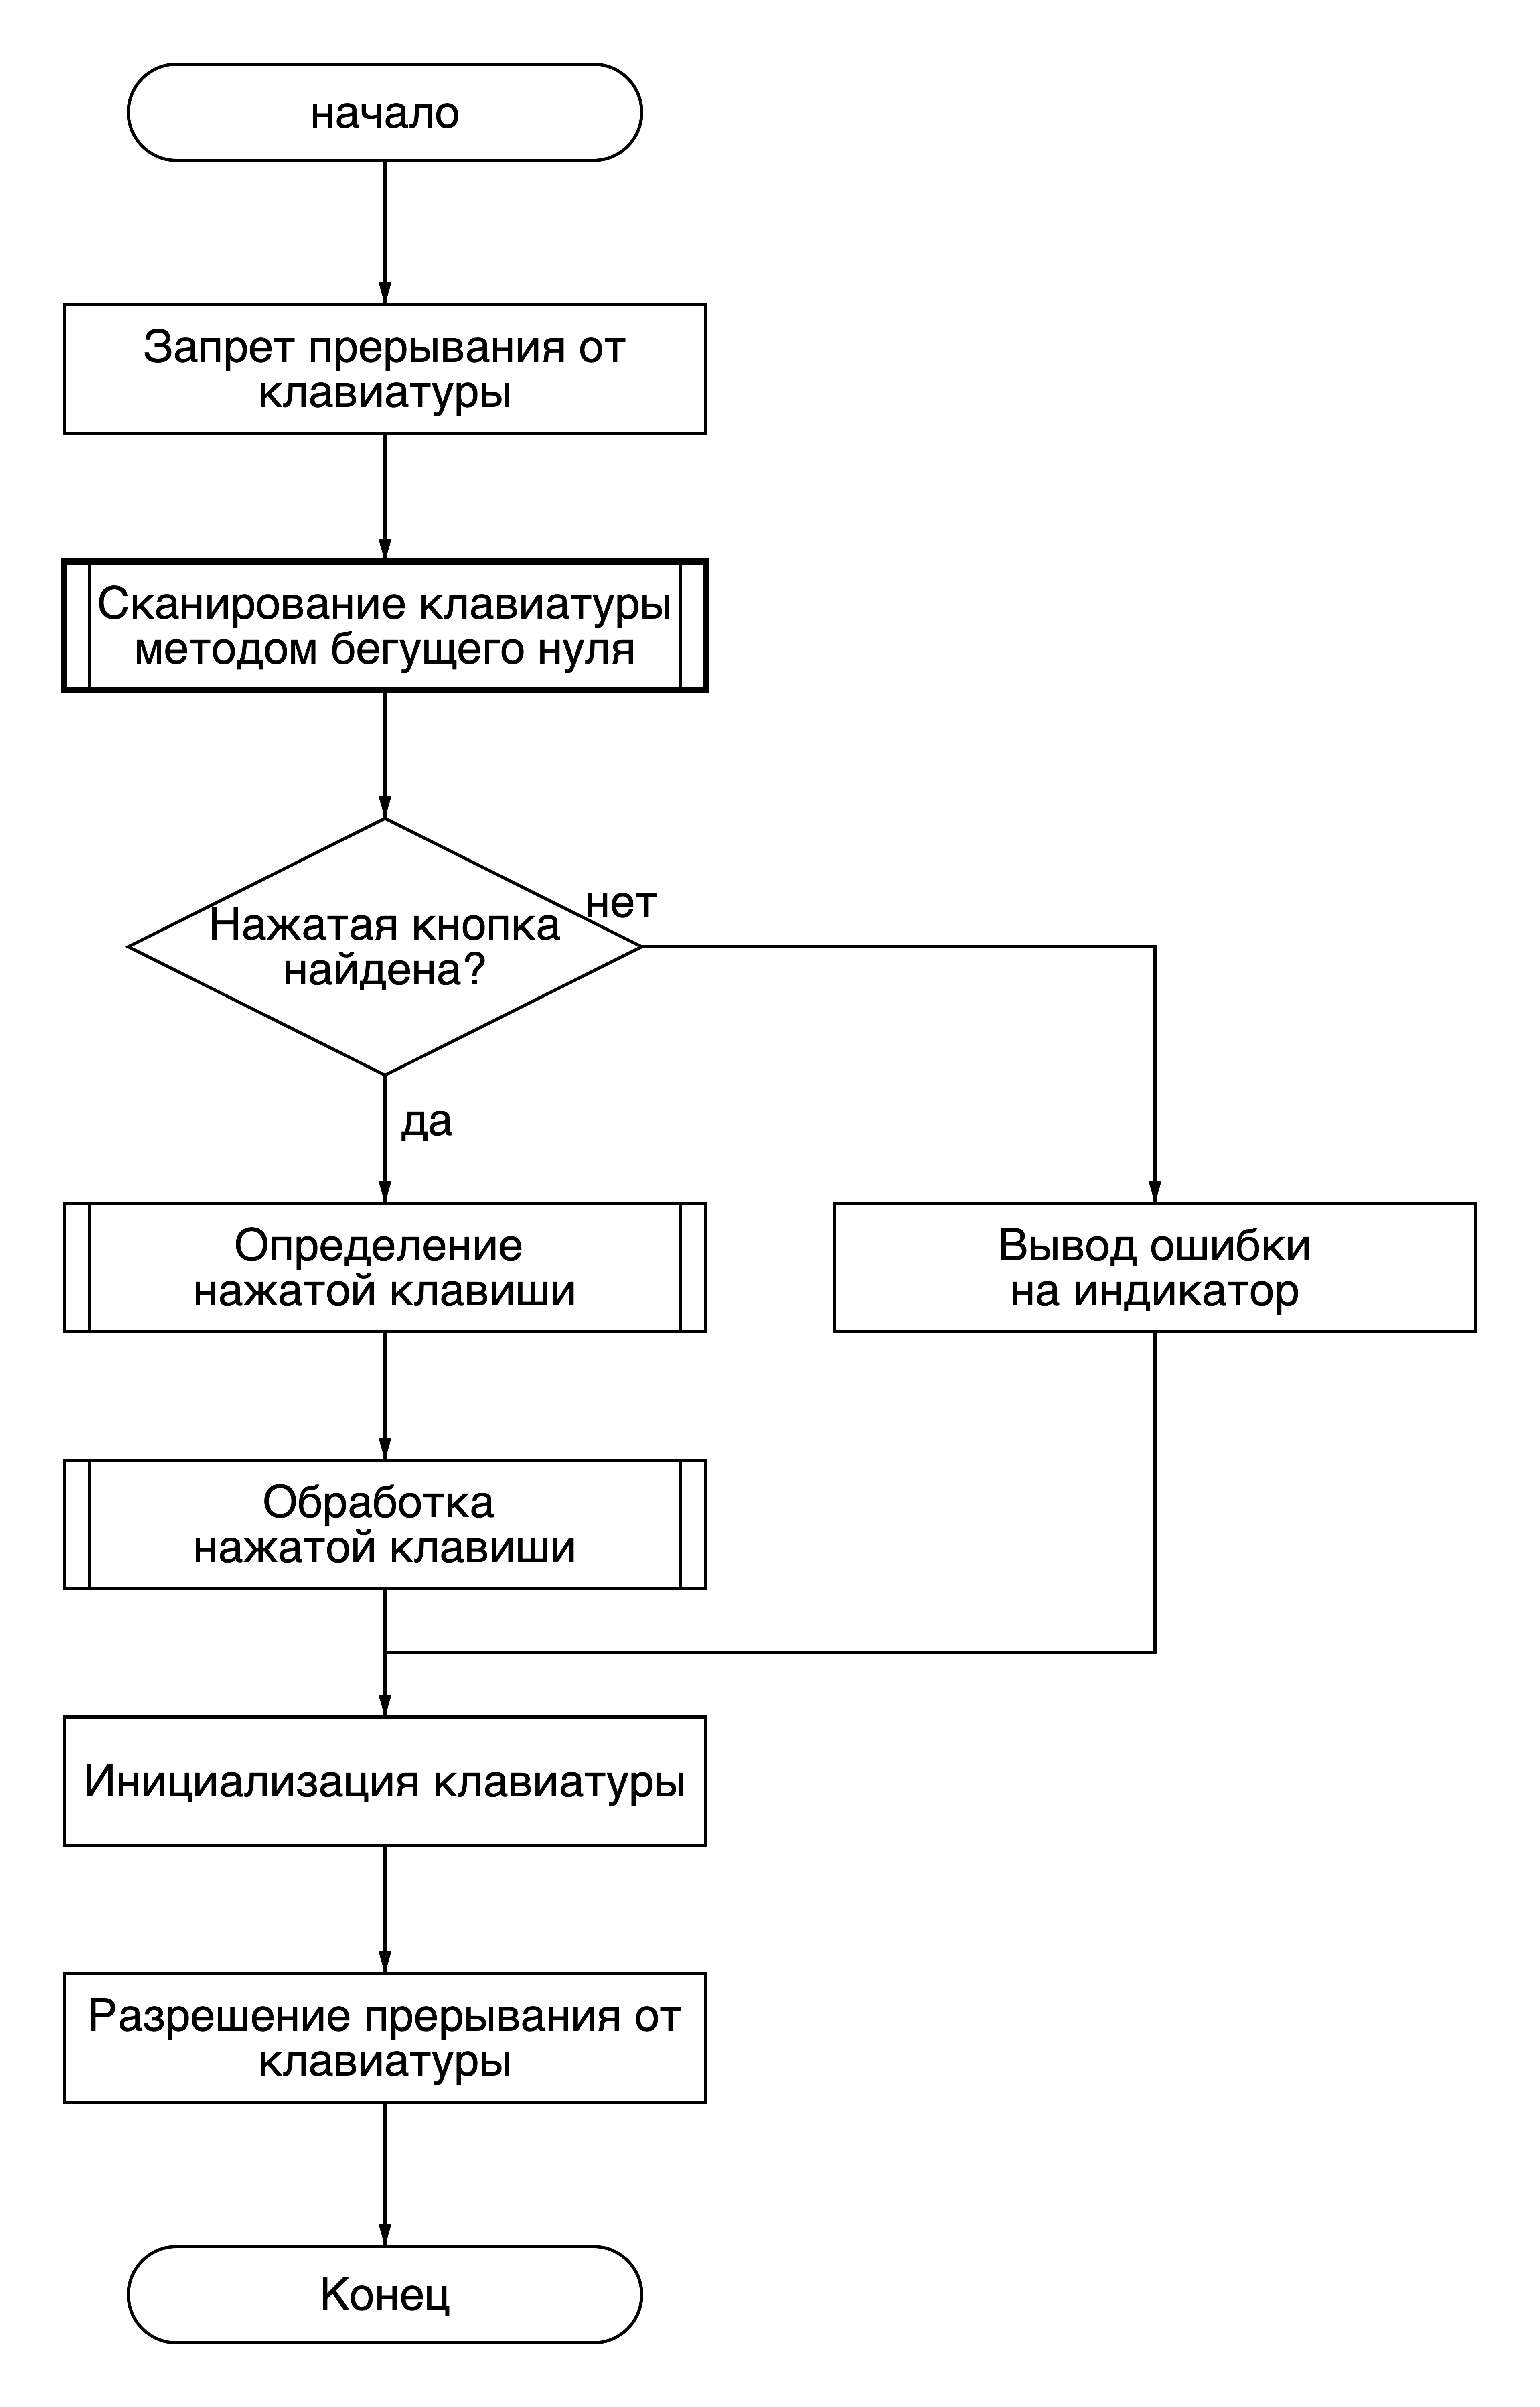 начало
Запрет прерывания от
клавиатуры
Сканирование клавиатуры
методом бегущего нуля
Нажатая кнопка
найдена?
нет
да
Определение
нажатой клавиши
Вывод ошибки
на индикатор
Обработка
нажатой клавиши
Инициализация клавиатуры
Разрешение прерывания от
клавиатуры
Конец